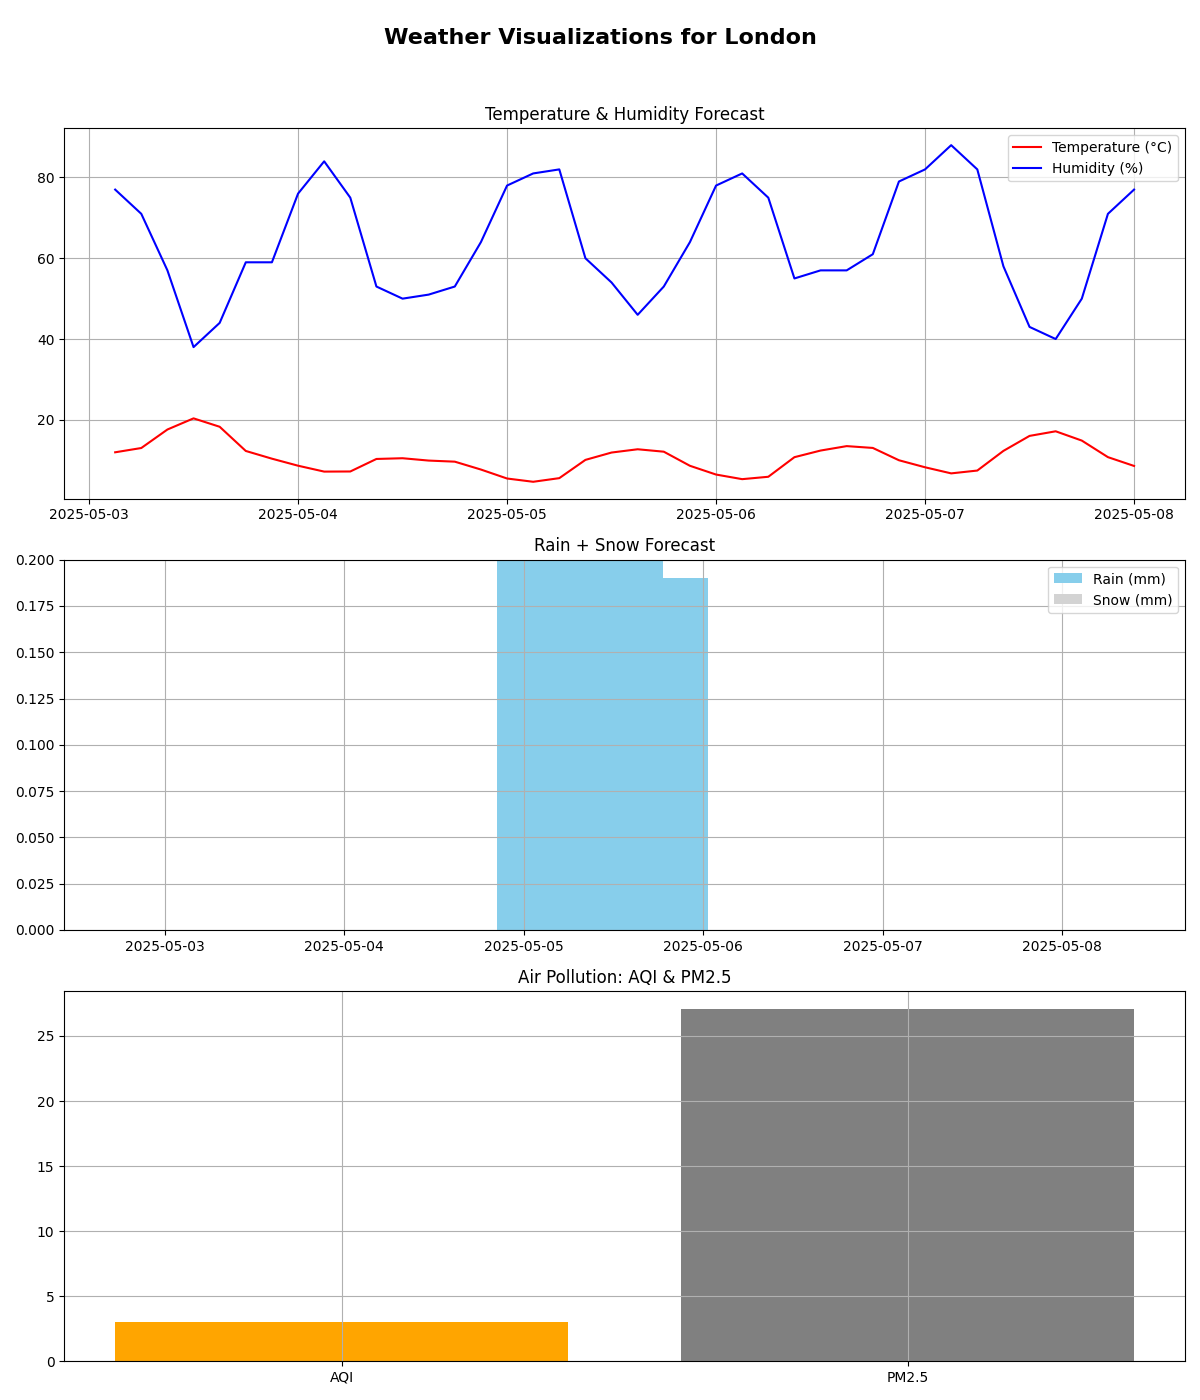 Weather Visualizations for London
Temperature & Humidity Forecast
Temperature (°C)
Humidity (%)
80
60
40
20
2025-05-03 2025-05-04 2025-05-05 2025-05-06 2025-05-07 2025-05-08
Rain + Snow Forecast
Rain (mm)
Snow (mm)
0.200
0.175
0.150
0.125
0.100
0.075
0.050
0.025
0.000
2025-05-03 2025-05-04 2025-05-05 2025-05-06 2025-05-07 2025-05-08
Air Pollution: AQI & PM2.5
25
20
15
10
5
0
AQI PM2.5